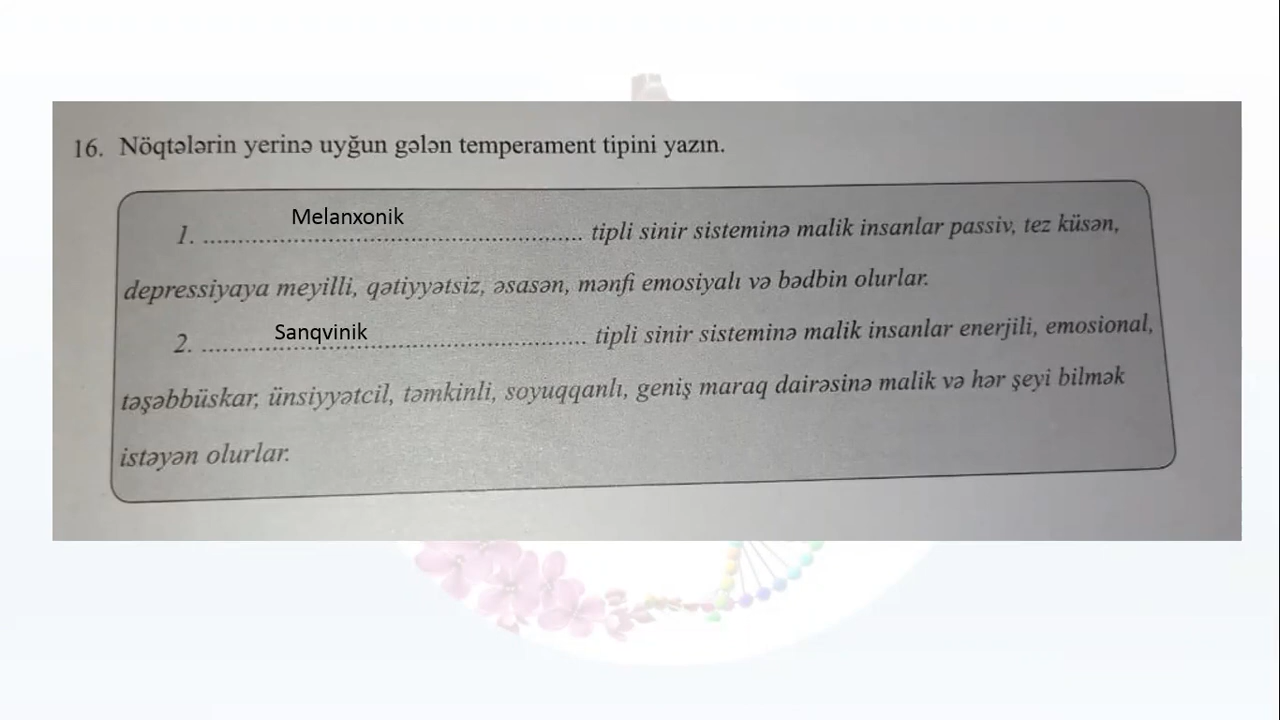 16. Nöqtələrin yerinə uyğun gələn temperament tipini yazın.
1. Melanxonik tipli sinir sisteminə malik insanlar passiv, tez küsən,
depressiyaya meyilli, qətiyyətsiz, əsasən, mənfi emosiyalı və bədbin olurlar.
2. Sanqvinik tipli sinir sisteminə malik insanlar enerjili, emosional,
təşəbbüskar, ünsiyyətcil, təmkinli, soyuqqanlı, geniş maraq dairəsinə malik və hər şeyi bilmək
istəyən olurlar.